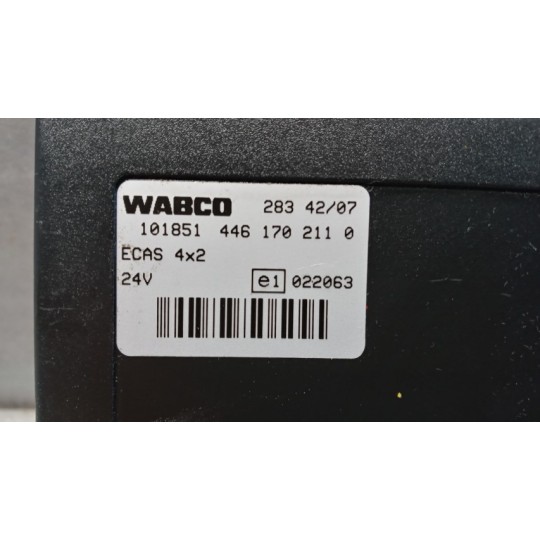 WABCO 283 42/07
101851 446 170 211 0
ECAS 4x2
24V e1 022063